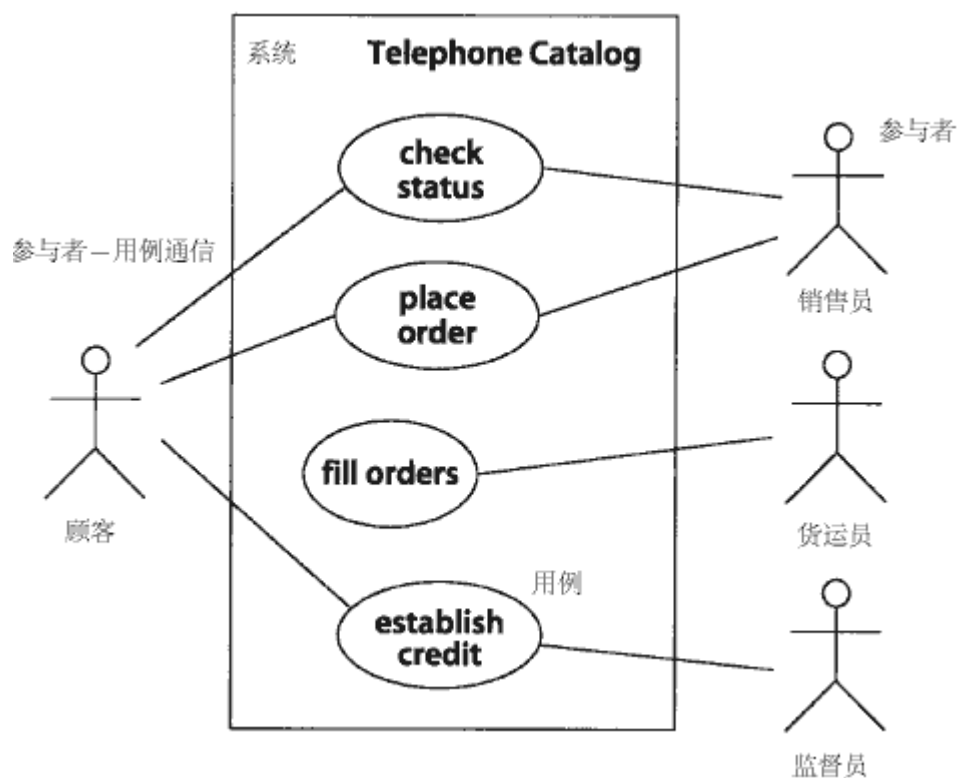 系统
Telephone Catalog
参与者
check
status
参与者－用例通信
place
order
销售员
fill orders
顾客
货运员
用例
establish
credit
监督员